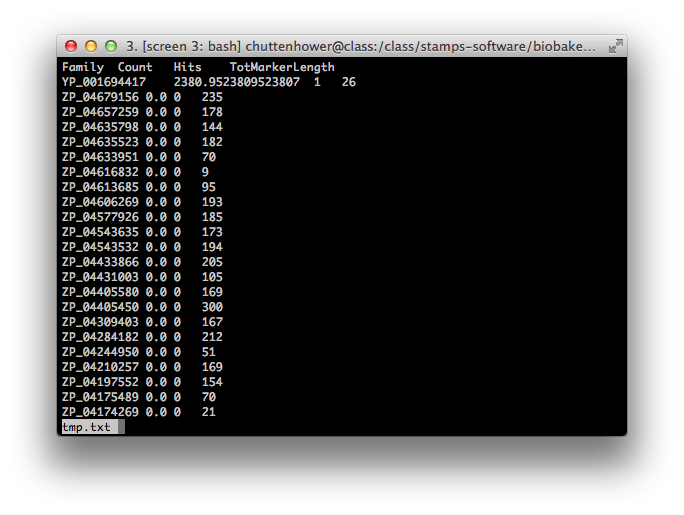 3. [screen 3: bash] chuttenhower@class:/class/stamps-software/biobake...
Family Count Hits TotMarkerLength
YP_001694417 2380.9523809523807 1 26
ZP_04679156 0.0 0 235
ZP_04657259 0.0 0 178
ZP_04635798 0.0 0 144
ZP_04635523 0.0 0 182
ZP_04633951 0.0 0 70
ZP_04616832 0.0 0 9
ZP_04613685 0.0 0 95
ZP_04606269 0.0 0 193
ZP_04577926 0.0 0 185
ZP_04543635 0.0 0 173
ZP_04543532 0.0 0 194
ZP_04433866 0.0 0 205
ZP_04431003 0.0 0 105
ZP_04405580 0.0 0 169
ZP_04405450 0.0 0 300
ZP_04309403 0.0 0 167
ZP_04284182 0.0 0 212
ZP_04244950 0.0 0 51
ZP_04210257 0.0 0 169
ZP_04197552 0.0 0 154
ZP_04175489 0.0 0 70
ZP_04174269 0.0 0 21
tmp.txt